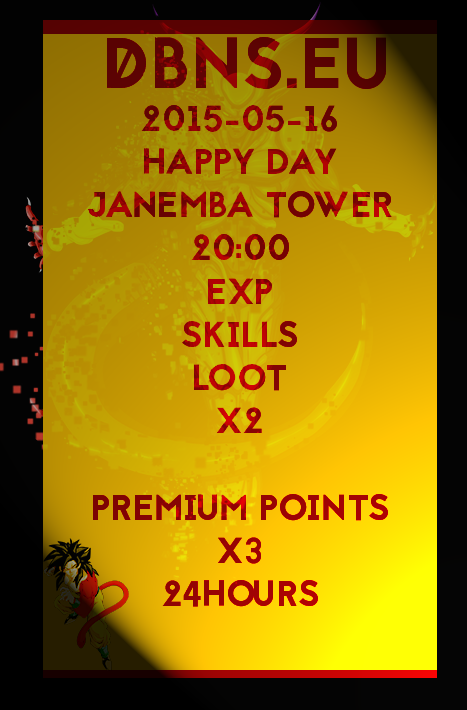 DBNS.EU
2015-05-16
HAPPY DAY
JANEMBA TOWER
20:00
EXP
SKILLS
LOOT
X2
PREMIUM POINTS
X3
24HOURS